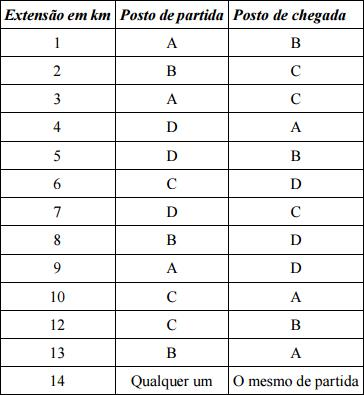 Extensão em km Posto de partida Posto de chegada
1 A B
2 B C
3 A C
4 D A
5 D B
6 C D
7 D C
8 B D
9 A D
10 C A
12 C B
13 B A
14 Qualquer um O mesmo de partida